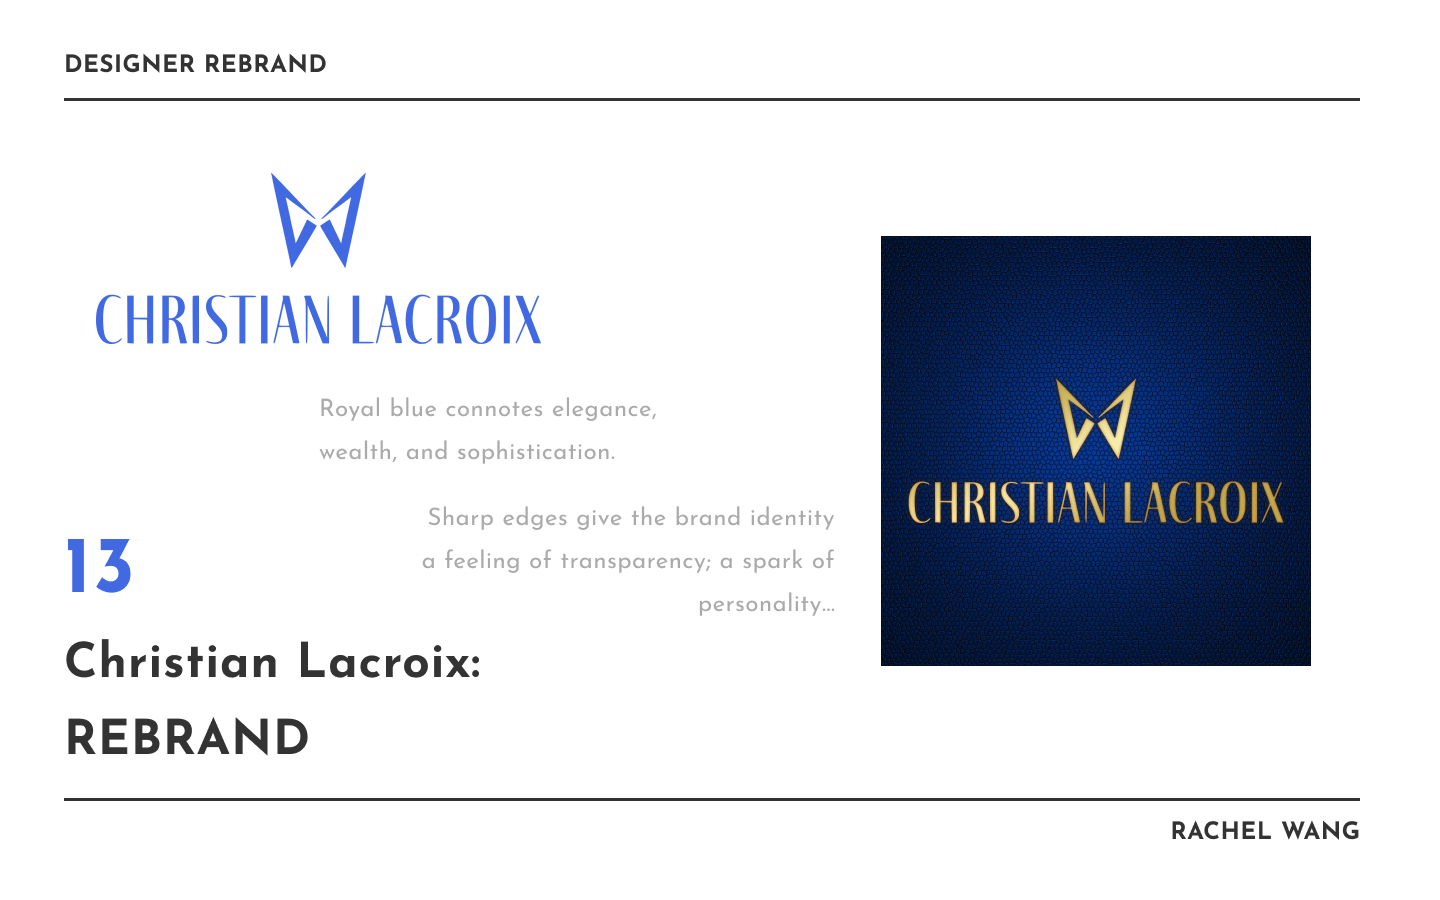 DESIGNER REBRAND
CHRISTIAN LACROIX
Royal blue connotes elegance,
wealth, and sophistication.
Sharp edges give the brand identity
a feeling of transparency; a spark of
personality...
13
Christian Lacroix:
REBRAND
CHRISTIAN LACROIX
RACHEL WANG